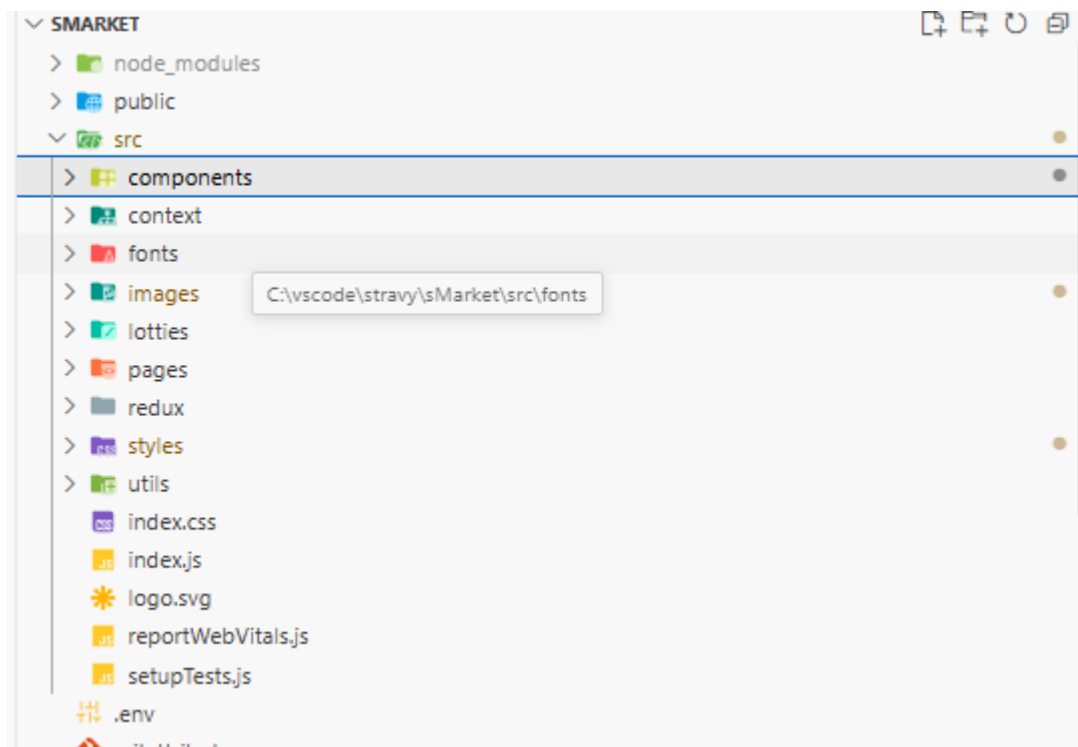 SMARKET
node_modules
public
src
components
context
fonts
images
C:\vscode\stravy\sMarket\src\fonts
lotties
pages
redux
styles
utils
index.css
index.js
logo.svg
reportWebVitals.js
setupTests.js
.env